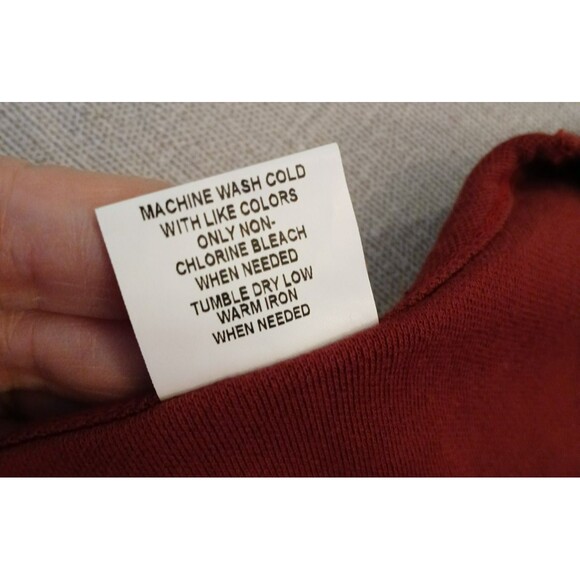 MACHINE WASH COLD
WITH LIKE COLORS
ONLY NON-
CHLORINE BLEACH
WHEN NEEDED
TUMBLE DRY LOW
WARM IRON
WHEN NEEDED